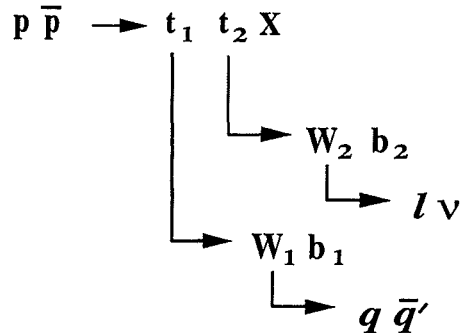 p p̅ → t₁ t₂ X
W₂ b₂
l ν
W₁ b₁
q q̅′